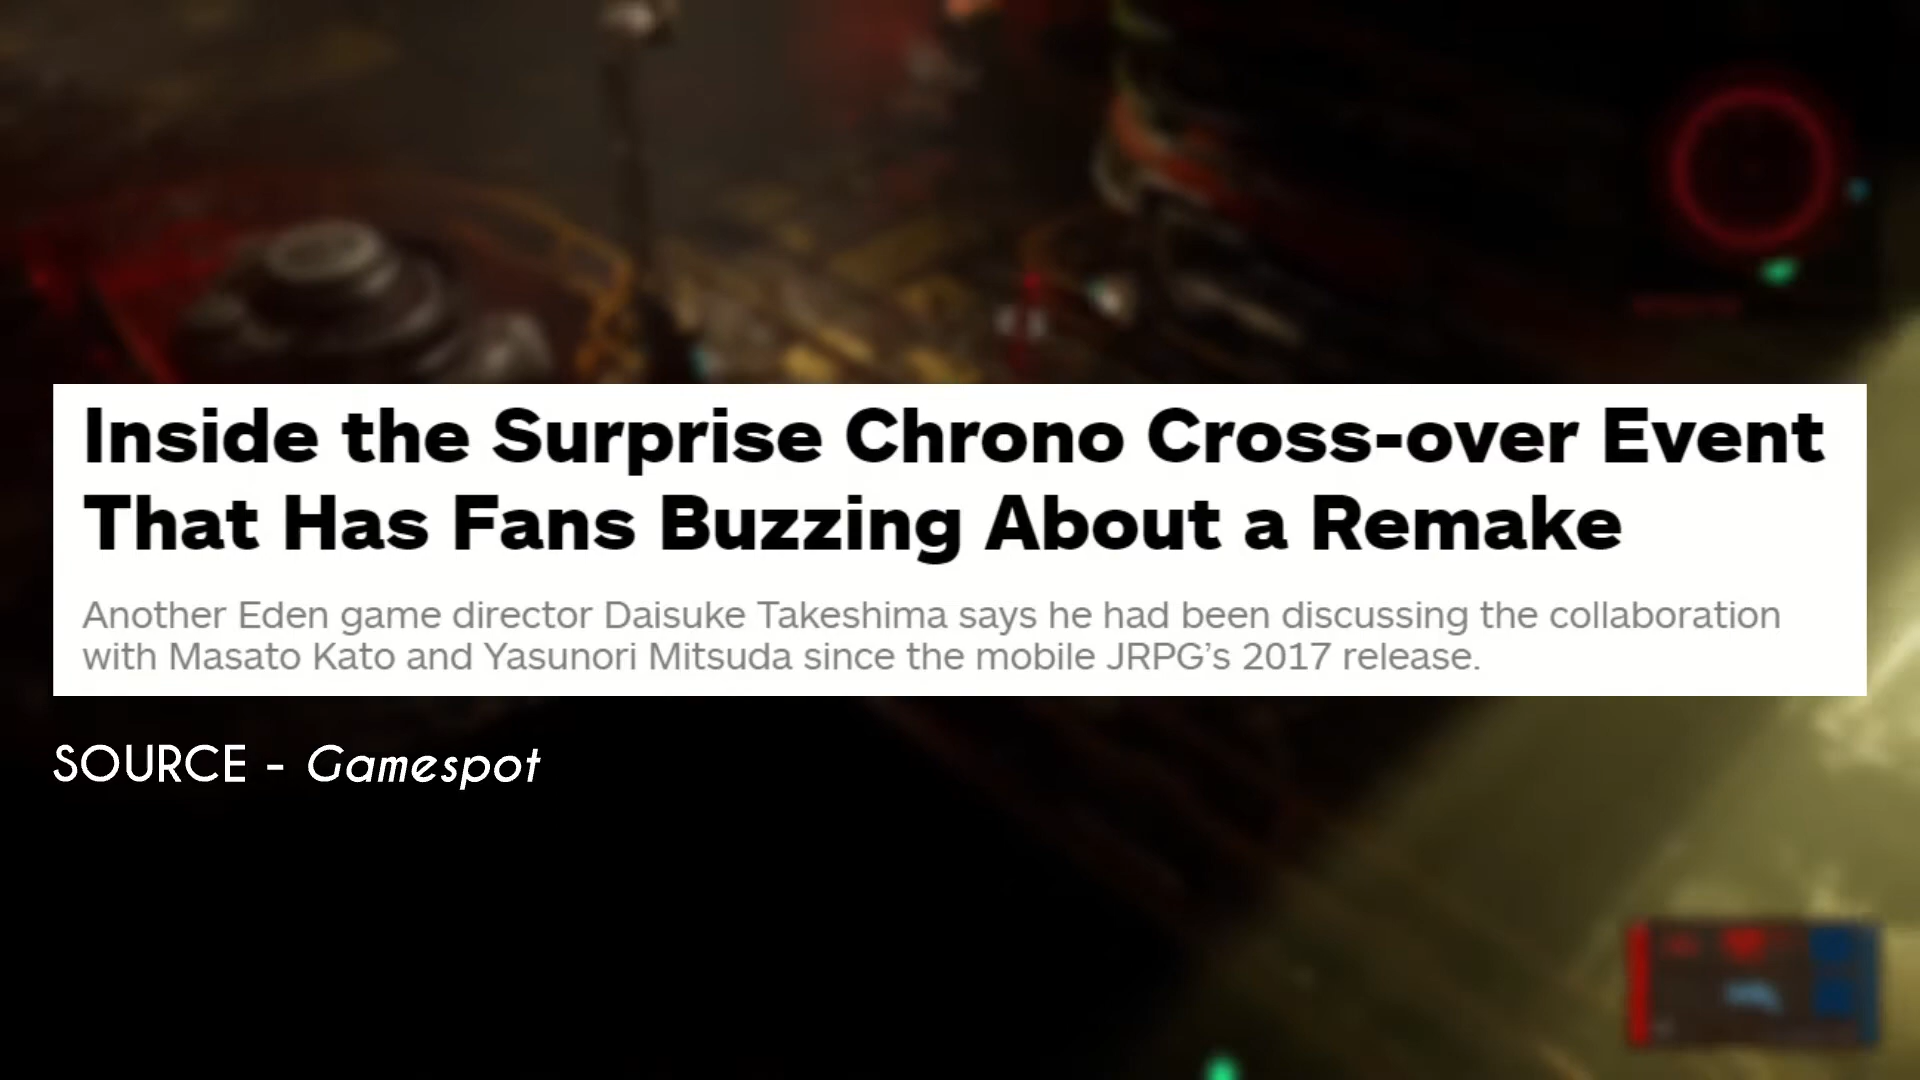 Inside the Surprise Chrono Cross-over Event
That Has Fans Buzzing About a Remake
Another Eden game director Daisuke Takeshima says he had been discussing the collaboration
with Masato Kato and Yasunori Mitsuda since the mobile JRPG’s 2017 release.
SOURCE - Gamespot